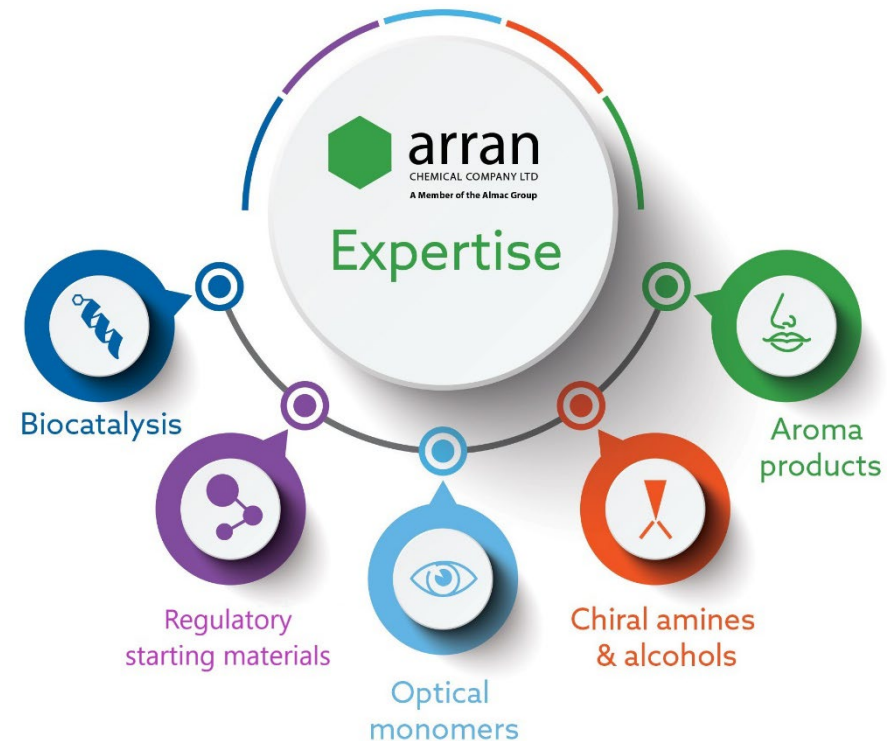 arran
CHEMICAL COMPANY LTD
A Member of the Almac Group
Expertise
Biocatalysis
Regulatory
starting materials
Optical
monomers
Chiral amines
& alcohols
Aroma
products